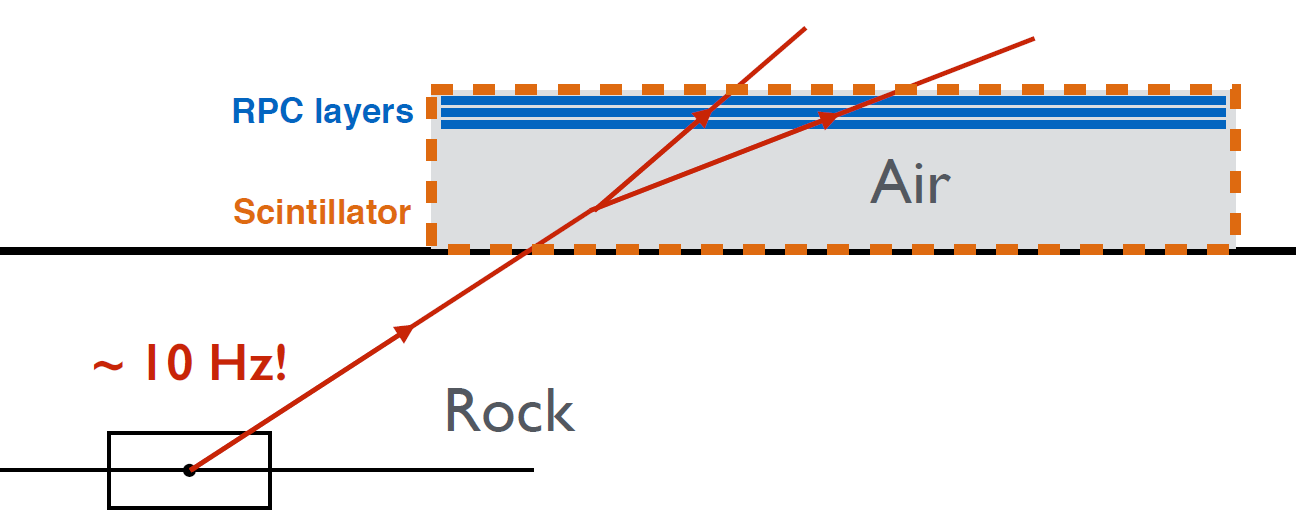 RPC layers
Air
Scintillator
~ 10 Hz!
Rock